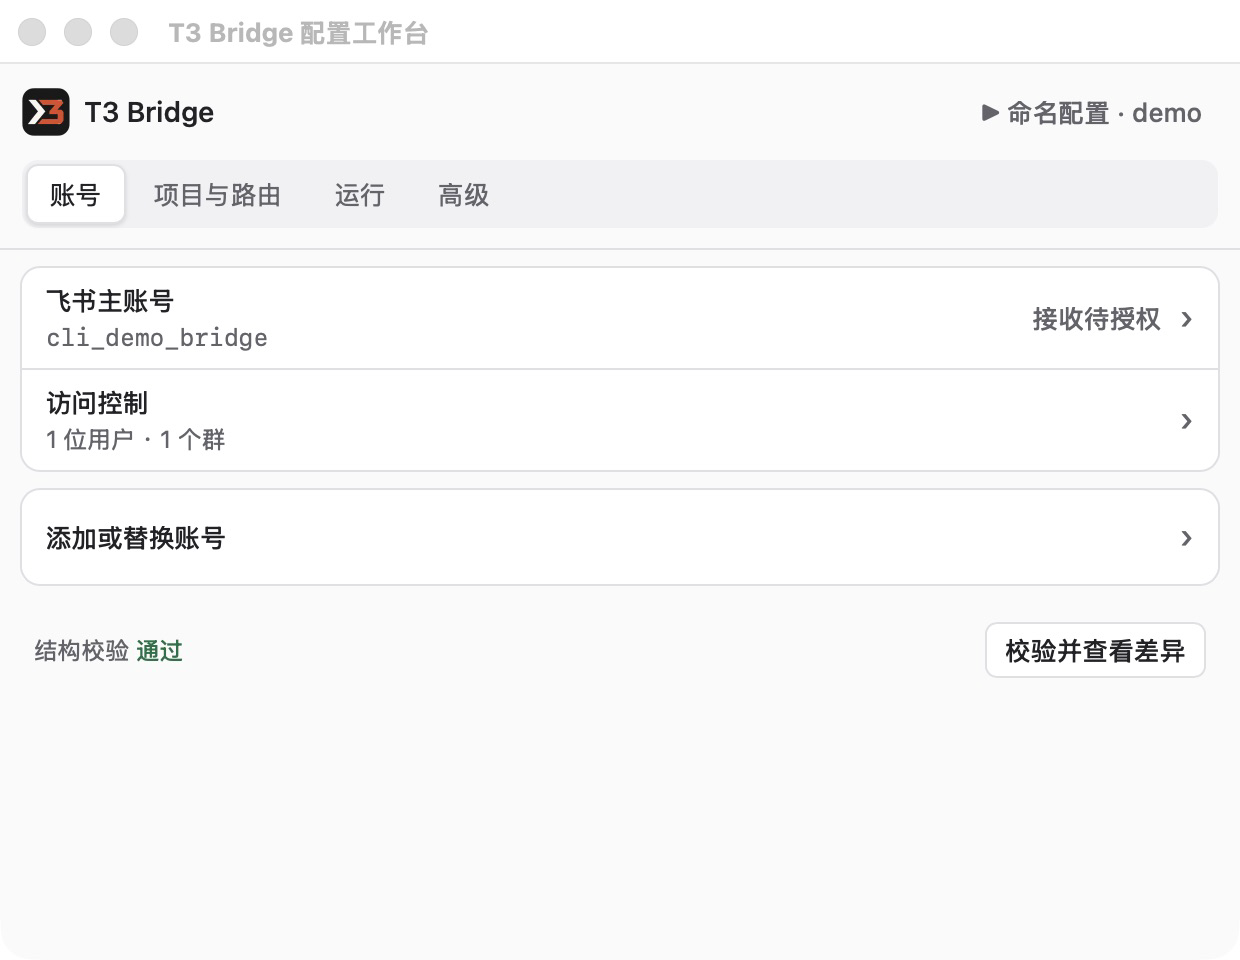 T3 Bridge 配置工作台
T3 Bridge
▶ 命名配置 · demo
账号 项目与路由 运行 高级
飞书主账号
cli_demo_bridge
接收待授权 ›
访问控制
1 位用户 · 1 个群
›
添加或替换账号 ›
结构校验 通过
校验并查看差异